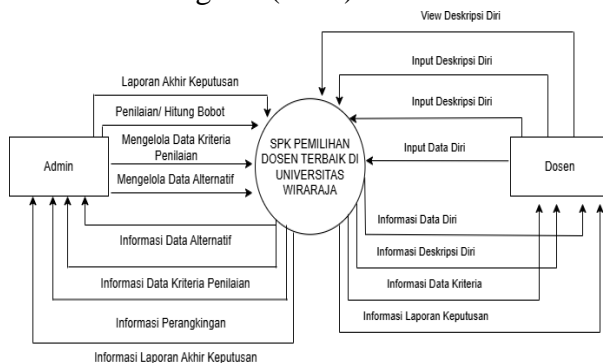 View Deskripsi Diri
Input Deskripsi Diri
Laporan Akhir Keputusan
Penilaian/ Hitung Bobot
Input Deskripsi Diri
Mengelola Data Kriteria
Penilaian
Mengelola Data Alternatif
Admin
SPK PEMILIHAN
DOSEN TERBAIK DI
UNIVERSITAS
WIRARAJA
Input Data Diri
Dosen
Informasi Data Diri
Informasi Data Alternatif
Informasi Deskripsi Diri
Informasi Data Kriteria Penilaian
Informasi Data Kriteria
Informasi Perangkingan
Informasi Laporan Keputusan
Informasi Laporan Akhir Keputusan